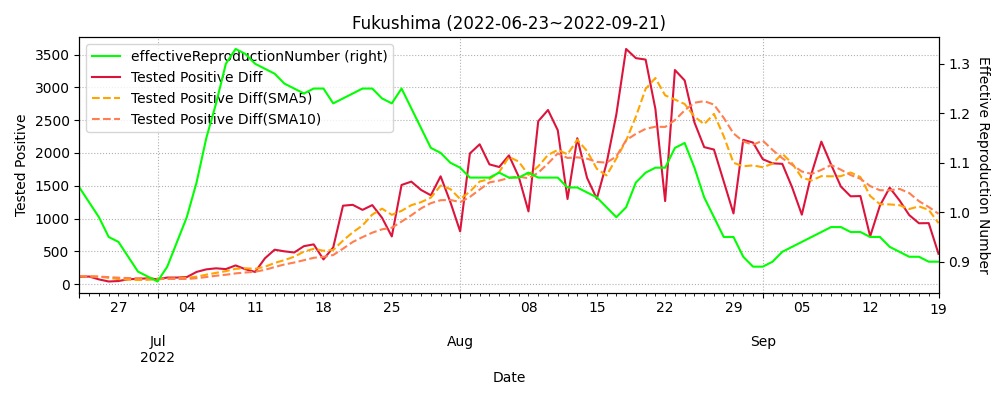 Fukushima (2022-06-23~2022-09-21)
effectiveReproductionNumber (right)
Tested Positive Diff
Tested Positive Diff(SMA5)
Tested Positive Diff(SMA10)
Tested Positive
3500
3000
2500
2000
1500
1000
500
0
1.3
1.2
1.1
1.0
0.9
Effective Reproduction Number
27 04 11 18 25 08 15 22 29 05 12 19
Jul Aug Sep
2022
Date